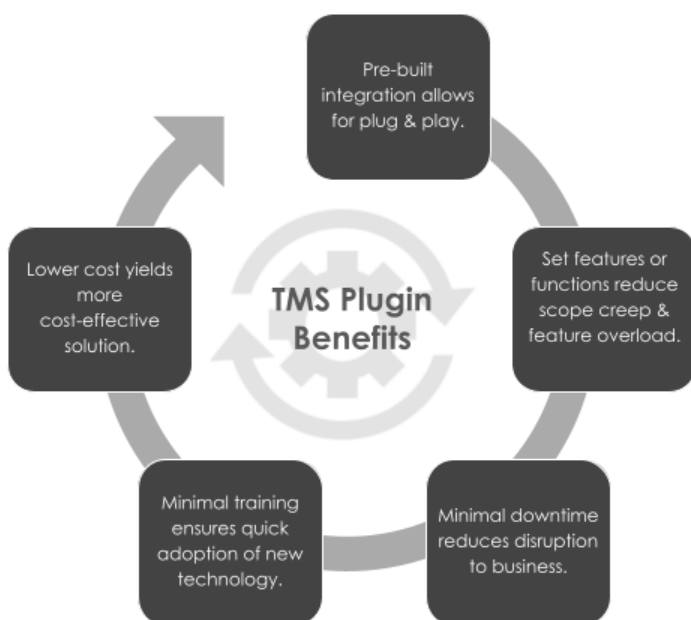 Pre-built
integration allows
for plug & play.
Set features or
functions reduce
scope creep &
feature overload.
Minimal downtime
reduces disruption
to business.
Minimal training
ensures quick
adoption of new
technology.
Lower cost yields
more
cost-effective
solution.
TMS Plugin
Benefits